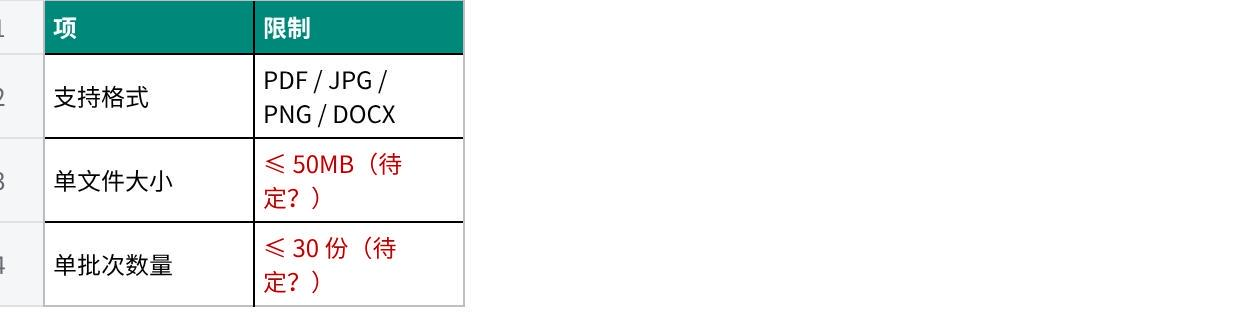 1
项
限制
2
支持格式
PDF / JPG /
PNG / DOCX
3
单文件大小
≤ 50MB（待
定？）
4
单批次数量
≤ 30 份（待
定？）